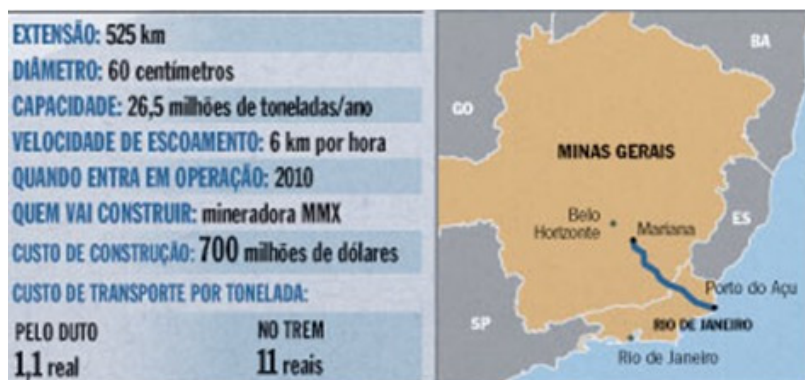 EXTENSÃO: 525 km
DIÂMETRO: 60 centímetros
CAPACIDADE: 26,5 milhões de toneladas/ano
VELOCIDADE DE ESCOAMENTO: 6 km por hora
QUANDO ENTRA EM OPERAÇÃO: 2010
QUEM VAI CONSTRUIR: mineradora MMX
CUSTO DE CONSTRUÇÃO: 700 milhões de dólares
CUSTO DE TRANSPORTE POR TONELADA:
PELO DUTO
NO TREM
1,1 real
11 reais
BA
GO
MINAS GERAIS
Belo
Horizonte
Mariana
ES
Porto do Açu
SP
RIO DE JANEIRO
Rio de Janeiro